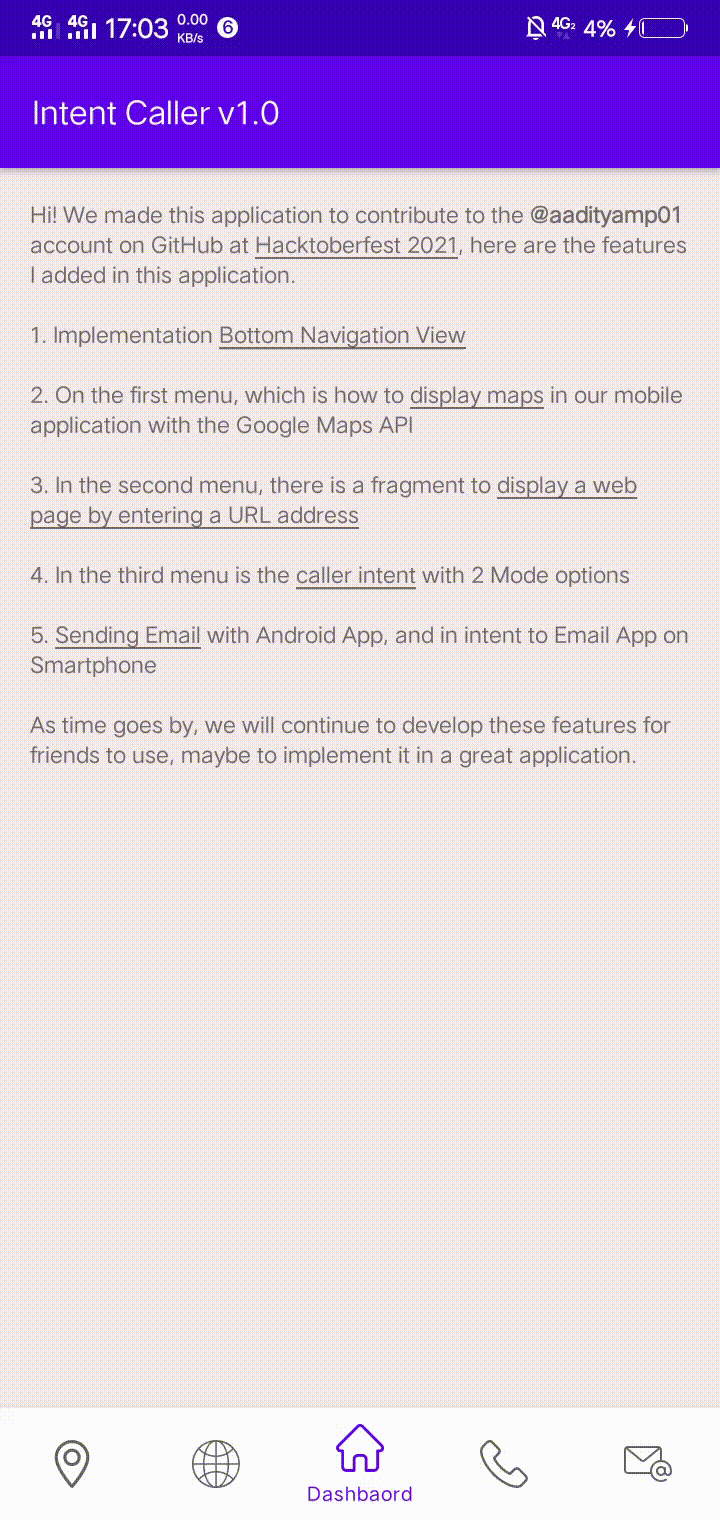 4G 4G 17:03 0.00 KB/s 6 4G2 4%
Intent Caller v1.0
Hi! We made this application to contribute to the @aadityamp01
account on GitHub at Hacktoberfest 2021, here are the features
I added in this application.
1. Implementation Bottom Navigation View
2. On the first menu, which is how to display maps in our mobile
application with the Google Maps API
3. In the second menu, there is a fragment to display a web
page by entering a URL address
4. In the third menu is the caller intent with 2 Mode options
5. Sending Email with Android App, and in intent to Email App on
Smartphone
As time goes by, we will continue to develop these features for
friends to use, maybe to implement it in a great application.
Dashbaord